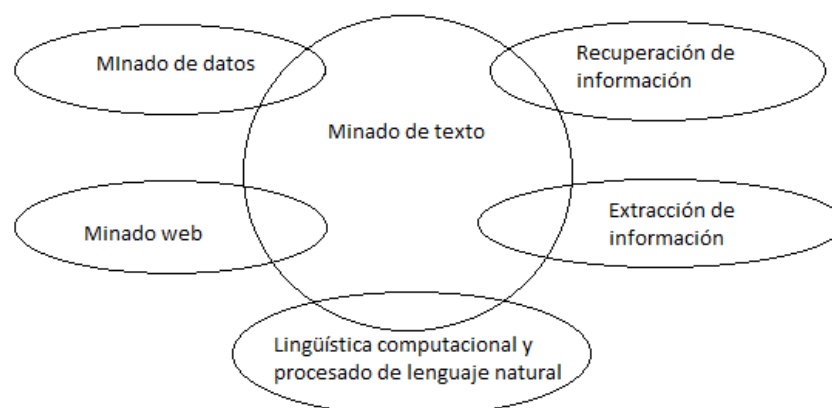 MInado de datos
Recuperación de
información
Minado de texto
Minado web
Extracción de
información
Lingüística computacional y
procesado de lenguaje natural